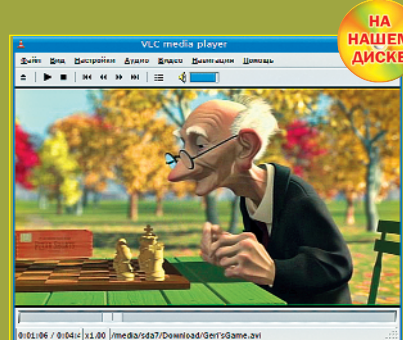 НА
НАШЕМ
ДИСКЕ
VLC media player
Файл Вид Настройки Аудио Видео Навигация Помощь
0:01:06 / 0:04:4 x1.00 /media/sda7/Download/Geri'sGame.avi